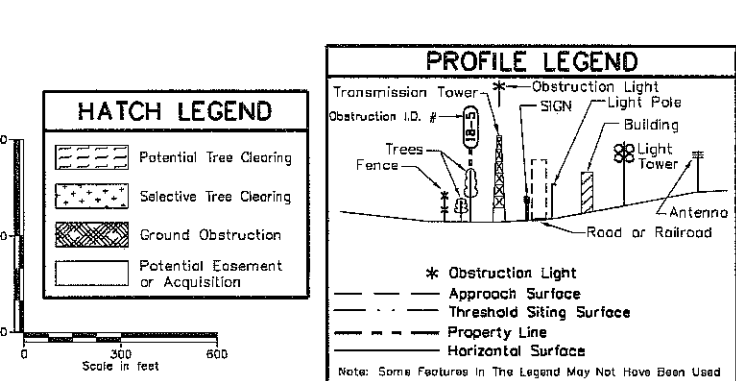 HATCH LEGEND
Potential Tree Clearing
Selective Tree Clearing
Ground Obstruction
Potential Easement
or Acquisition
0
300
600
Scale in feet
PROFILE LEGEND
Transmission Tower
Obstruction Light
Obstruction I.D. #
18-5
SIGN
Light Pole
Building
Trees
Fence
Light
Tower
Antenna
Road or Railroad
Obstruction Light
Approach Surface
Threshold Siting Surface
Property Line
Horizontal Surface
Note: Some Features In The Legend May Not Have Been Used